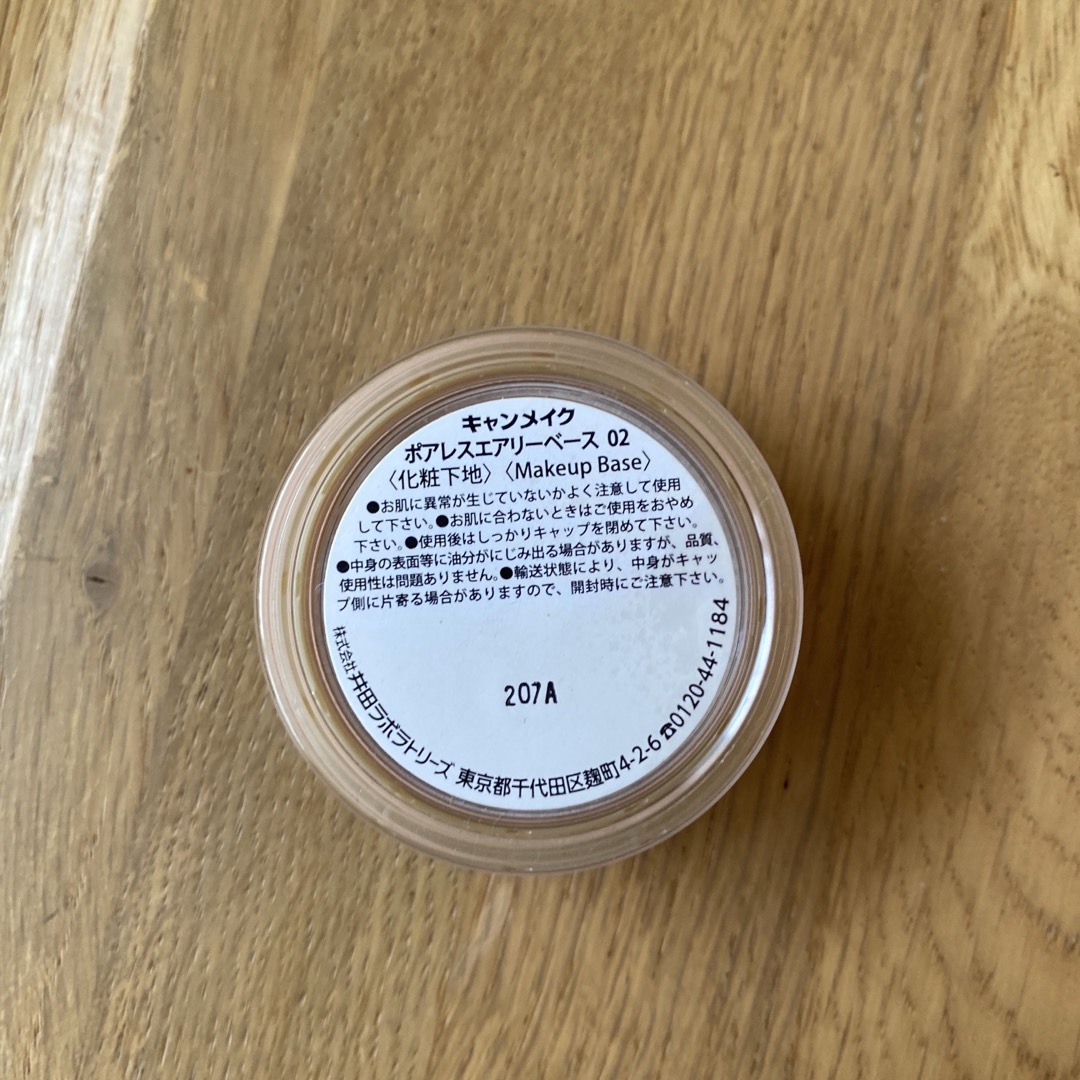 キャンメイク
ポアレスエアリーベース 02
〈化粧下地〉〈Makeup Base〉
●お肌に異常が生じていないかよく注意して使用
して下さい。●お肌に合わないときはご使用をおやめ
下さい。●使用後はしっかりキャップを閉めて下さい。
●中身の表面等に油分がにじみ出る場合がありますが、品質、
使用性は問題ありません。●輸送状態により、中身がキャッ
プ側に片寄る場合がありますので、開封時にご注意下さい。
207A
株式会社 井田ラボラトリーズ 東京都千代田区麹町4-2-6 ☎0120-44-1184